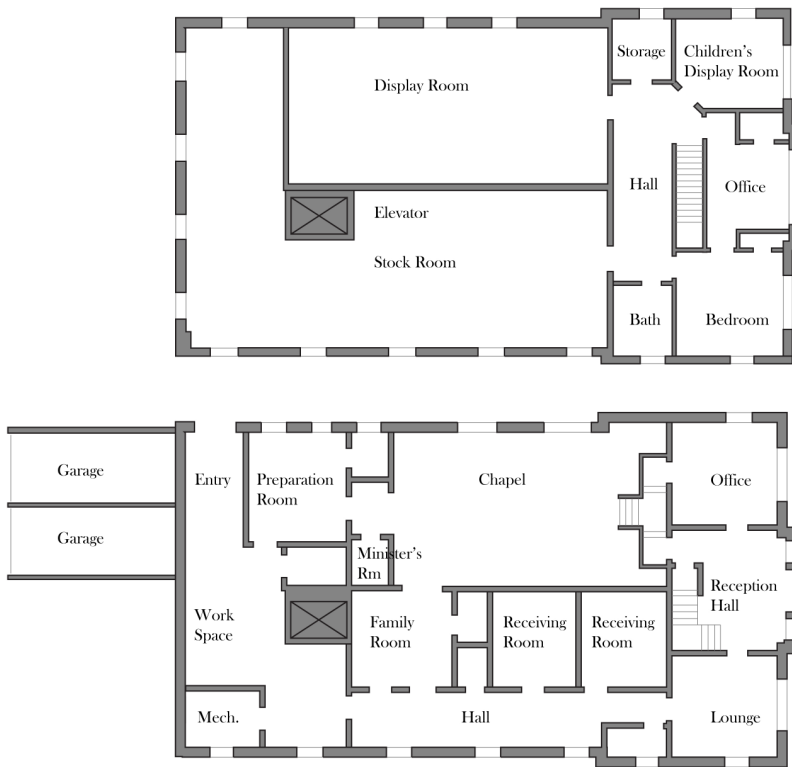 Storage
Children's
Display Room
Display Room
Hall
Office
Elevator
Stock Room
Bath
Bedroom
Garage
Entry
Preparation
Room
Chapel
Office
Garage
Minister's
Rm
Reception
Hall
Work
Space
Family
Room
Receiving
Room
Receiving
Room
Mech.
Hall
Lounge